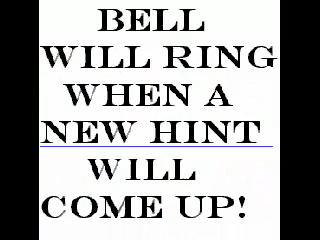 BELL
WILL RING
WHEN A
NEW HINT
WILL
COME UP!